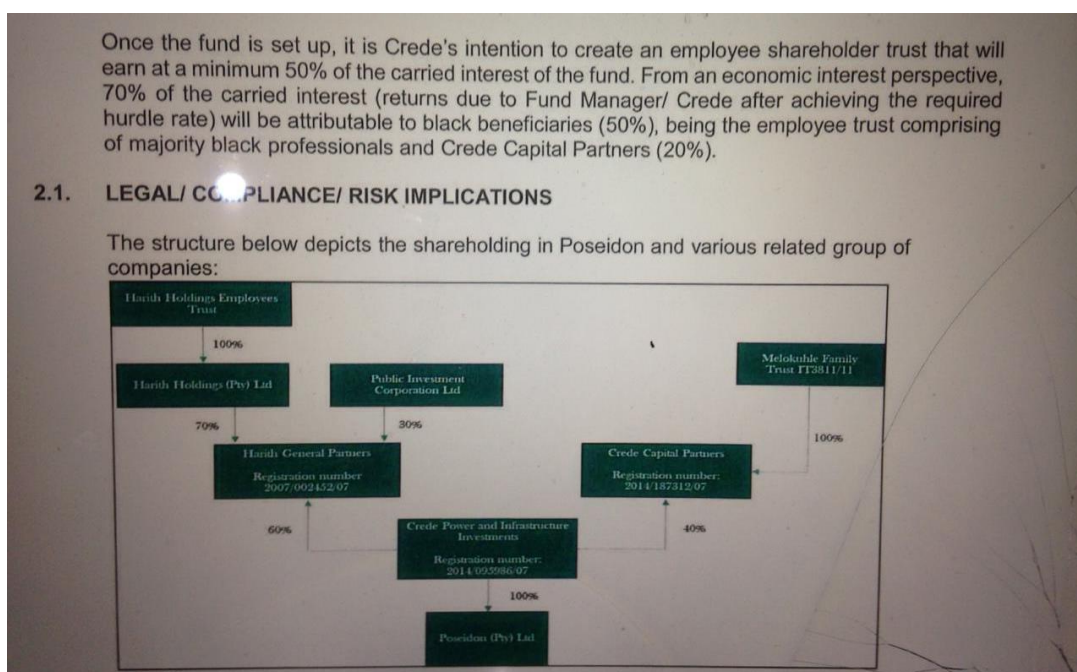 Once the fund is set up, it is Crede's intention to create an employee shareholder trust that will
earn at a minimum 50% of the carried interest of the fund. From an economic interest perspective,
70% of the carried interest (returns due to Fund Manager/ Crede after achieving the required
hurdle rate) will be attributable to black beneficiaries (50%), being the employee trust comprising
of majority black professionals and Crede Capital Partners (20%).
2.1. LEGAL/ COMPLIANCE/ RISK IMPLICATIONS
The structure below depicts the shareholding in Poseidon and various related group of
companies:
Harith Holdings Employees
Trust
100%
Harith Holdings (Pty) Ltd
Public Investment
Corporation Ltd
Melokuhle Family
Trust IT3811/11
70%
30%
100%
Harith General Partners
Registration number
2007/002452/07
Crede Capital Partners
Registration number:
2014/187312/07
60%
Crede Power and Infrastructure
Investments
Registration number:
2014/095986/07
40%
100%
Poseidon (Pty) Ltd